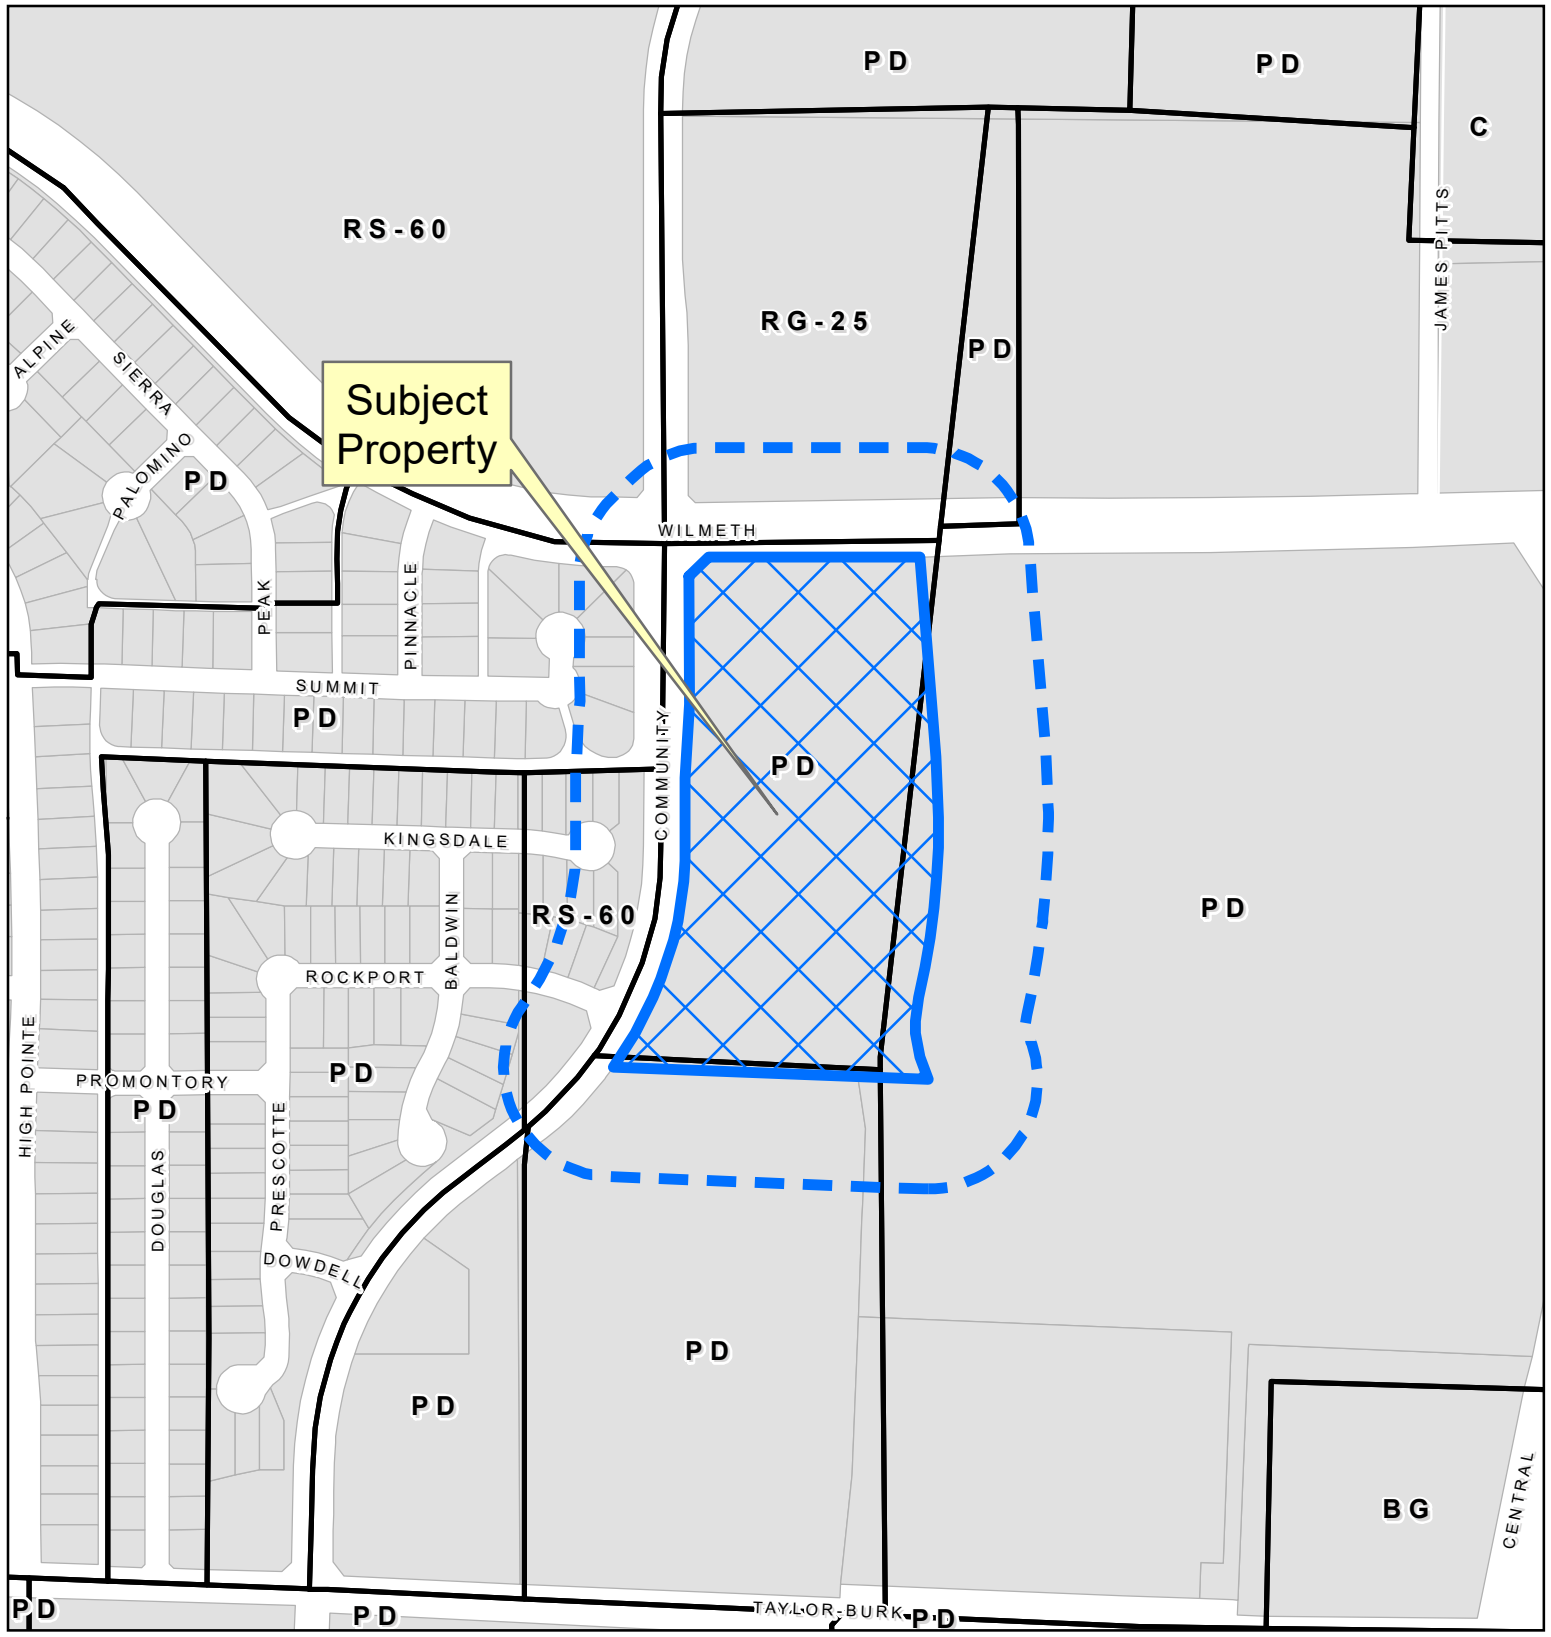 PD
PD
C
JAMES PITTS
RS-60
RG-25
PD
ALPINE
SIERRA
PALOMINO
PD
Subject
Property
WILMETH
PEAK
PINNACLE
SUMMIT
PD
COMMUNITY
PD
KINGSDALE
BALDWIN
RS-60
PD
ROCKPORT
HIGH POINTE
PROMONTORY
PD
PD
DOUGLAS
PRESCOTTE
DOWDELL
PD
PD
BG
CENTRAL
PD
PD
TAYLOR-BURK
PD